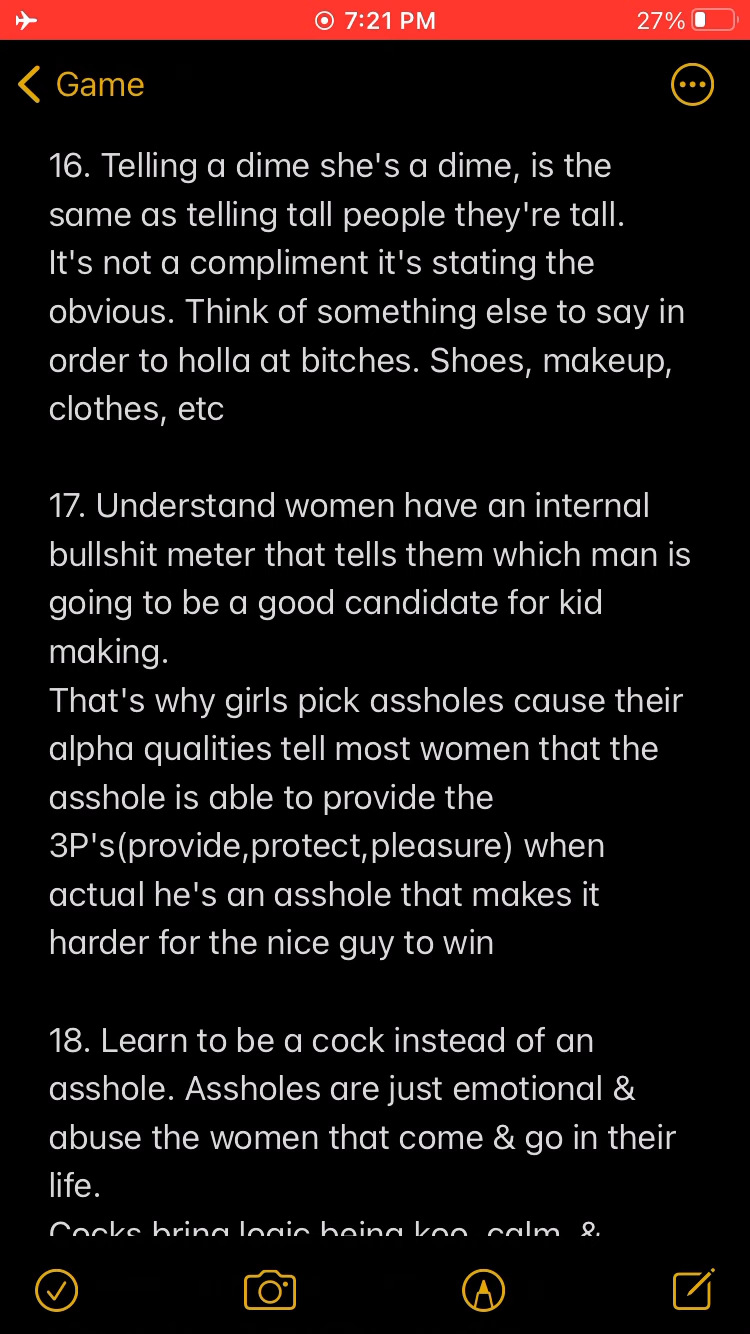 7:21 PM
27%
Game
16. Telling a dime she's a dime, is the
same as telling tall people they're tall.
It's not a compliment it's stating the
obvious. Think of something else to say in
order to holla at bitches. Shoes, makeup,
clothes, etc
17. Understand women have an internal
bullshit meter that tells them which man is
going to be a good candidate for kid
making.
That's why girls pick assholes cause their
alpha qualities tell most women that the
asshole is able to provide the
3P's(provide,protect,pleasure) when
actual he's an asshole that makes it
harder for the nice guy to win
18. Learn to be a cock instead of an
asshole. Assholes are just emotional &
abuse the women that come & go in their
life.
Cocks bring logic being koo, calm, &